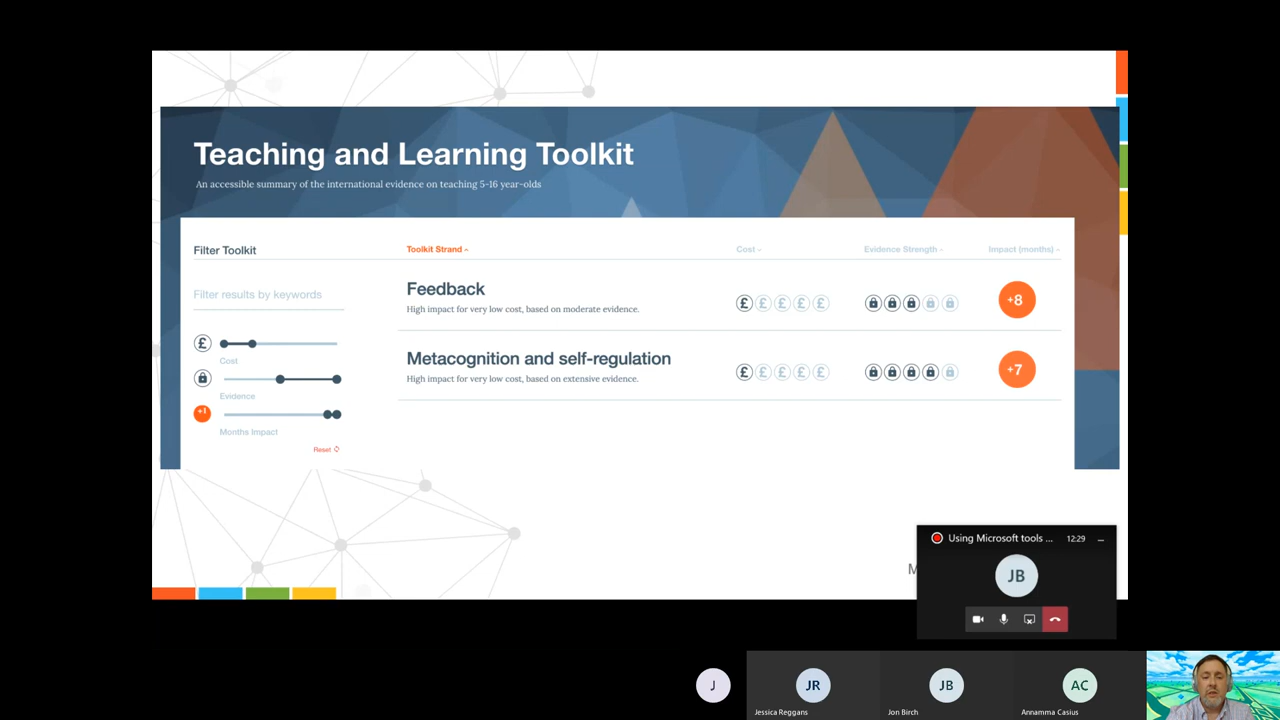 Teaching and Learning Toolkit
An accessible summary of the international evidence on teaching 5-16 year-olds
Filter Toolkit
Toolkit Strand
Cost
Evidence Strength
Impact (months)
Filter results by keywords
Feedback
High impact for very low cost, based on moderate evidence.
£ £ £ £ £
+8
£
Cost
Metacognition and self-regulation
High impact for very low cost, based on extensive evidence.
£ £ £ £ £
+7
Evidence
+1
Months Impact
Reset
M
Using Microsoft tools ...
12:29
JB
J
JR
Jessica Reggans
JB
Jon Birch
AC
Annamma Casius